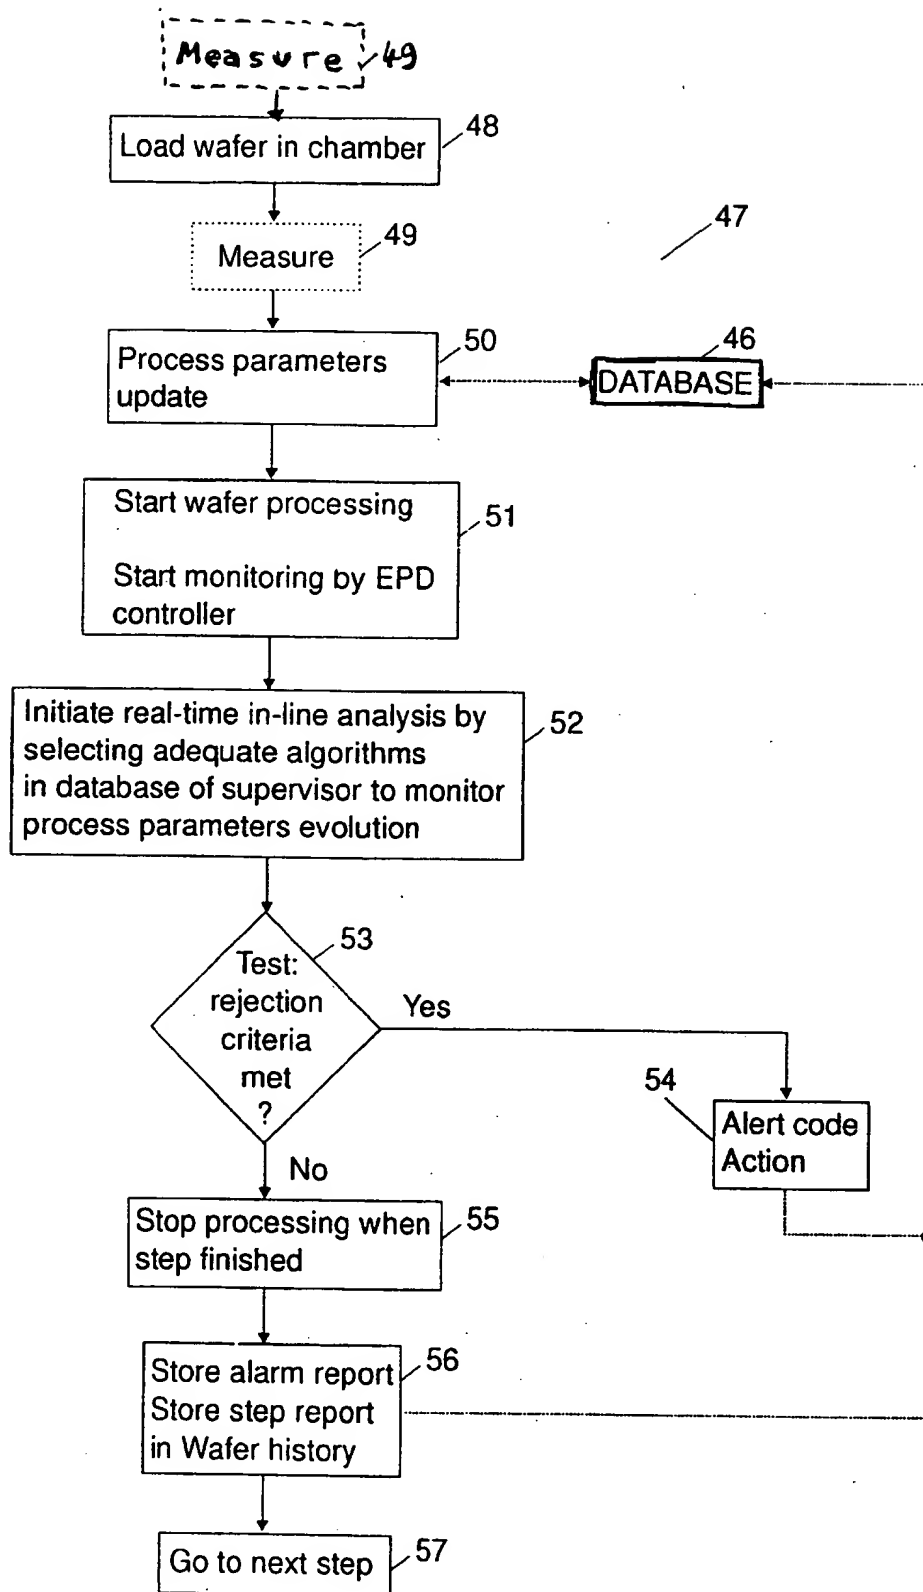 Measure 49
Load wafer in chamber 48
49
Measure
47
Process parameters
update
50
46
DATABASE
Start wafer processing
Start monitoring by EPD
controller
51
Initiate real-time in-line analysis by
selecting adequate algorithms
in database of supervisor to monitor
process parameters evolution
52
53
Test:
rejection
criteria
met
?
Yes
54
Alert code
Action
No
Stop processing when
step finished
55
Store alarm report
Store step report
in Wafer history
56
Go to next step 57